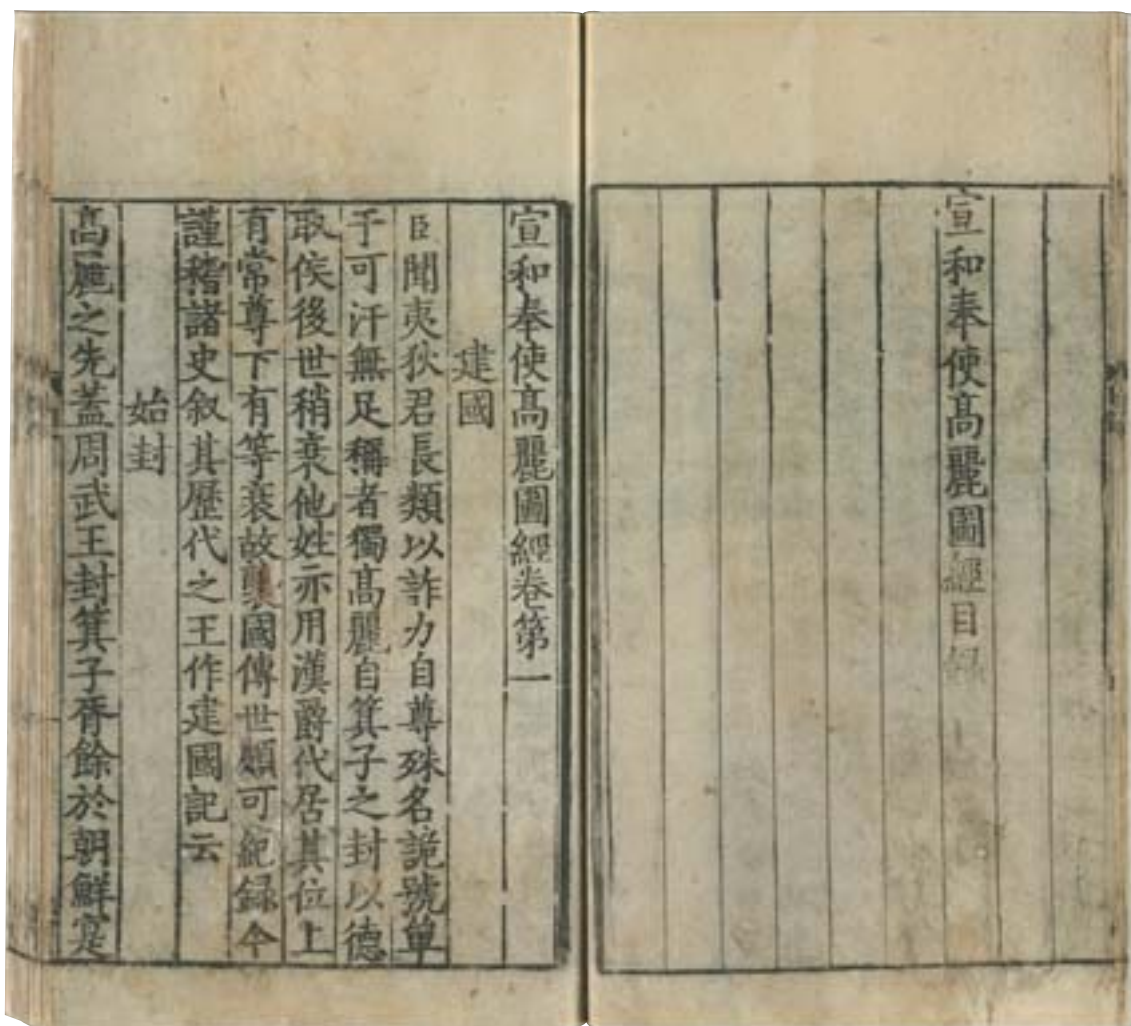 宣和奉使高麗圖經目録
宣和奉使高麗圖經卷第一
建國
臣聞夷狄君長類以詐力自尊殊名詭號單
于可汗無足稱者獨高麗自箕子之封以德
取侯後世稍衰他姓亦用漢爵代居其位上
有常尊下有等衰故襲國傳世頗可紀録今
謹稽諸史叙其歷代之王作建國記云
始封
高麗之先蓋周武王封箕子胥餘於朝鮮寔